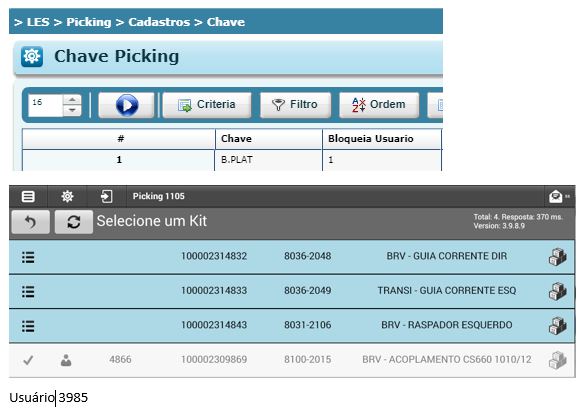 > LES > Picking > Cadastros > Chave
Chave Picking
16 Criteria Filtro Ordem
# Chave Bloqueia Usuario
1 B.PLAT 1
Picking 1105
Selecione um Kit
Total: 4. Resposta: 370 ms.
Version: 3.9.8.9
100002314832 8036-2048 BRV - GUIA CORRENTE DIR
100002314833 8036-2049 TRANSI - GUIA CORRENTE ESQ
100002314843 8031-2106 BRV - RASPADOR ESQUERDO
4866 100002309869 8100-2015 BRV - ACOPLAMENTO CS660 1010/12
Usuário 3985